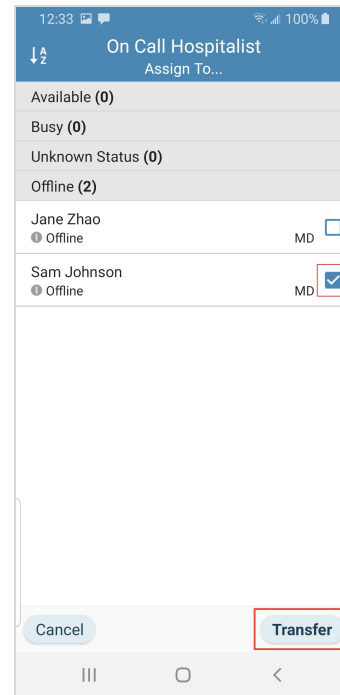 12:33 100%
On Call Hospitalist
Assign To...
Available (0)
Busy (0)
Unknown Status (0)
Offline (2)
Jane Zhao
Offline MD
Sam Johnson
Offline MD
Cancel Transfer